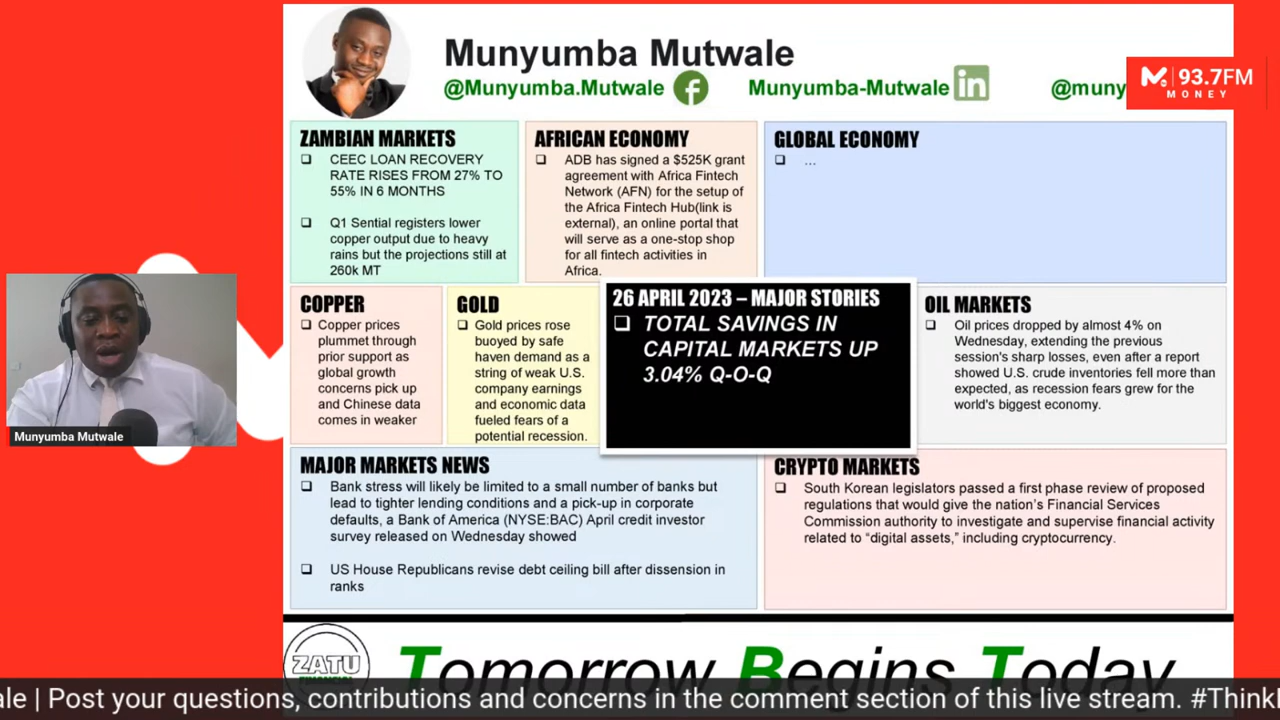 Munyumba Mutwale
@Munyumba.Mutwale
Munyumba-Mutwale
in
@muny
93.7FM
MONEY
ZAMBIAN MARKETS
CEEC LOAN RECOVERY
RATE RISES FROM 27% TO
55% IN 6 MONTHS
Q1 Sential registers lower
copper output due to heavy
rains but the projections still at
260k MT
AFRICAN ECONOMY
ADB has signed a $525K grant
agreement with Africa Fintech
Network (AFN) for the setup of
the Africa Fintech Hub(link is
external), an online portal that
will serve as a one-stop shop
for all fintech activities in
Africa.
GLOBAL ECONOMY
...
COPPER
Copper prices
plummet through
prior support as
global growth
concerns pick up
and Chinese data
comes in weaker
GOLD
Gold prices rose
buoyed by safe
haven demand as a
string of weak U.S.
company earnings
and economic data
fueled fears of a
potential recession.
26 APRIL 2023 – MAJOR STORIES
TOTAL SAVINGS IN
CAPITAL MARKETS UP
3.04% Q-O-Q
OIL MARKETS
Oil prices dropped by almost 4% on
Wednesday, extending the previous
session's sharp losses, even after a report
showed U.S. crude inventories fell more than
expected, as recession fears grew for the
world's biggest economy.
Munyumba Mutwale
MAJOR MARKETS NEWS
Bank stress will likely be limited to a small number of banks but
lead to tighter lending conditions and a pick-up in corporate
defaults, a Bank of America (NYSE:BAC) April credit investor
survey released on Wednesday showed
US House Republicans revise debt ceiling bill after dissension in
ranks
CRYPTO MARKETS
South Korean legislators passed a first phase review of proposed
regulations that would give the nation's Financial Services
Commission authority to investigate and supervise financial activity
related to “digital assets,” including cryptocurrency.
ZATU
Tomorrow Begins Today
ale | Post your questions, contributions and concerns in the comment section of this live stream. #Think